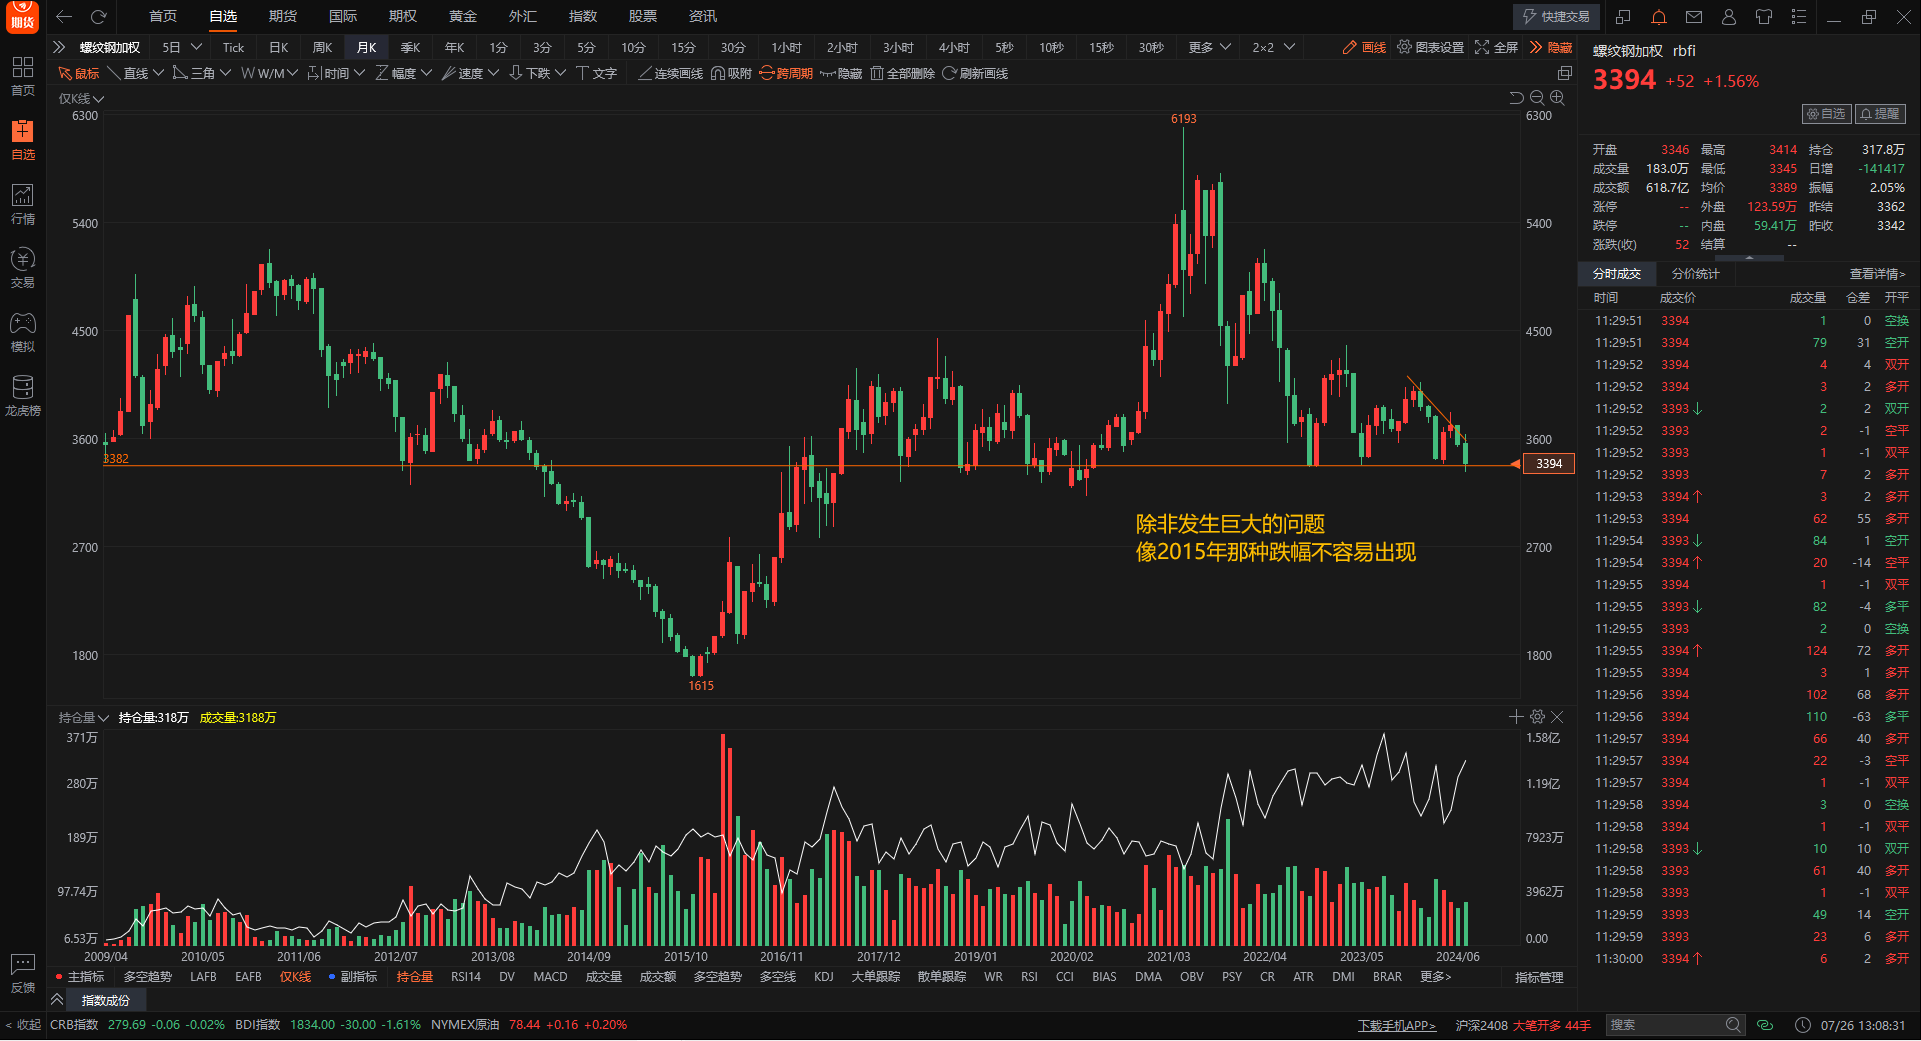 期货
首页 自选 期货 国际 期权 黄金 外汇 指数 股票 资讯
快捷交易
螺纹钢加权 5日 Tick 日K 周K 月K 季K 年K 1分 3分 5分 10分 15分 30分 1小时 2小时 3小时 4小时 5秒 10秒 15秒 30秒 更多 2×2 画线 图表设置 全屏 隐藏
鼠标 直线 三角 W/M 时间 幅度 速度 下跌 文字 连续画线 吸附 跨周期 隐藏 全部删除 刷新画线
首页
自选
行情
交易
模拟
龙虎榜
反馈
< 收起
仅K线
6300 6300
5400 5400
4500 4500
3600 3600
2700 2700
1800 1800
6193
3382
3394
1615
除非发生巨大的问题
像2015年那种跌幅不容易出现
持仓量 持仓量:318万 成交量:3188万
371万 1.58亿
280万 1.19亿
189万 7923万
97.74万 3962万
6.53万 0.00
2009/04 2010/05 2011/06 2012/07 2013/08 2014/09 2015/10 2016/11 2017/12 2019/01 2020/02 2021/03 2022/04 2023/05 2024/06
主指标 多空趋势 LAFB EAFB 仅K线 副指标 持仓量 RSI14 DV MACD 成交量 成交额 多空趋势 多空线 KDJ 大单跟踪 散单跟踪 WR RSI CCI BIAS DMA OBV PSY CR ATR DMI BRAR 更多> 指标管理
指数成份
螺纹钢加权 rbfi
3394 +52 +1.56%
自选 提醒
开盘 3346 最高 3414 持仓 317.8万
成交量 183.0万 最低 3345 日增 -141417
成交额 618.7亿 均价 3389 振幅 2.05%
涨停 -- 外盘 123.59万 昨结 3362
跌停 -- 内盘 59.41万 昨收 3342
涨跌(收) 52 结算 --
分时成交 分价统计 查看详情>
时间 成交价 成交量 仓差 开平
11:29:51 3394 1 0 空换
11:29:51 3394 79 31 空开
11:29:52 3394 4 4 双开
11:29:52 3394 3 2 多开
11:29:52 3393↓ 2 2 双开
11:29:52 3393 2 -1 空平
11:29:52 3393 1 -1 双平
11:29:52 3393 7 2 多开
11:29:53 3394↑ 3 2 多开
11:29:53 3394 62 55 多开
11:29:54 3393↓ 84 1 空开
11:29:54 3394↑ 20 -14 空平
11:29:55 3394 1 -1 双平
11:29:55 3393↓ 82 -4 多平
11:29:55 3393 2 0 空换
11:29:55 3394↑ 124 72 多开
11:29:55 3394 3 1 多开
11:29:56 3394 102 68 多开
11:29:56 3394 110 -63 多平
11:29:57 3394 66 40 多开
11:29:57 3394 22 -3 空平
11:29:57 3394 1 -1 双平
11:29:58 3394 3 0 空换
11:29:58 3394 1 -1 双平
11:29:58 3393↓ 10 10 双开
11:29:58 3393 61 40 多开
11:29:58 3393 1 -1 双平
11:29:59 3393 49 14 空开
11:29:59 3393 23 6 多开
11:30:00 3394↑ 6 2 多开
CRB指数 279.69 -0.06 -0.02% BDI指数 1834.00 -30.00 -1.61% NYMEX原油 78.44 +0.16 +0.20% 下载手机APP> 沪深2408 大笔开多 44手 搜索 07/26 13:08:31